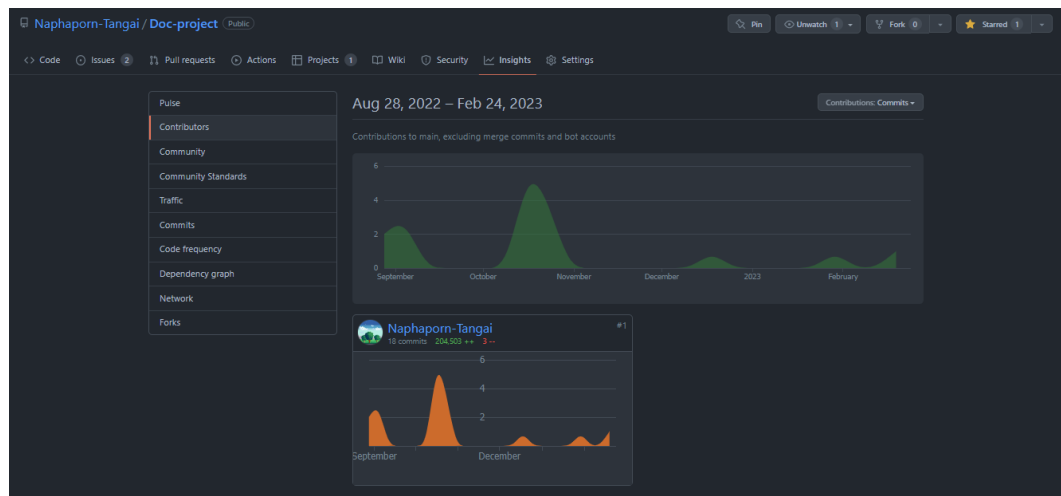 Naphaporn-Tangai / Doc-project Public
Pin Unwatch 1 Fork 0 Starred 1
<> Code Issues 2 Pull requests Actions Projects 1 Wiki Security Insights Settings
Pulse
Contributors
Community
Community Standards
Traffic
Commits
Code frequency
Dependency graph
Network
Forks
Aug 28, 2022 – Feb 24, 2023
Contributions: Commits
Contributions to main, excluding merge commits and bot accounts
6
4
2
0
September October November December 2023 February
Naphaporn-Tangai #1
18 commits 204,503 ++ 3 --
6
4
2
September December